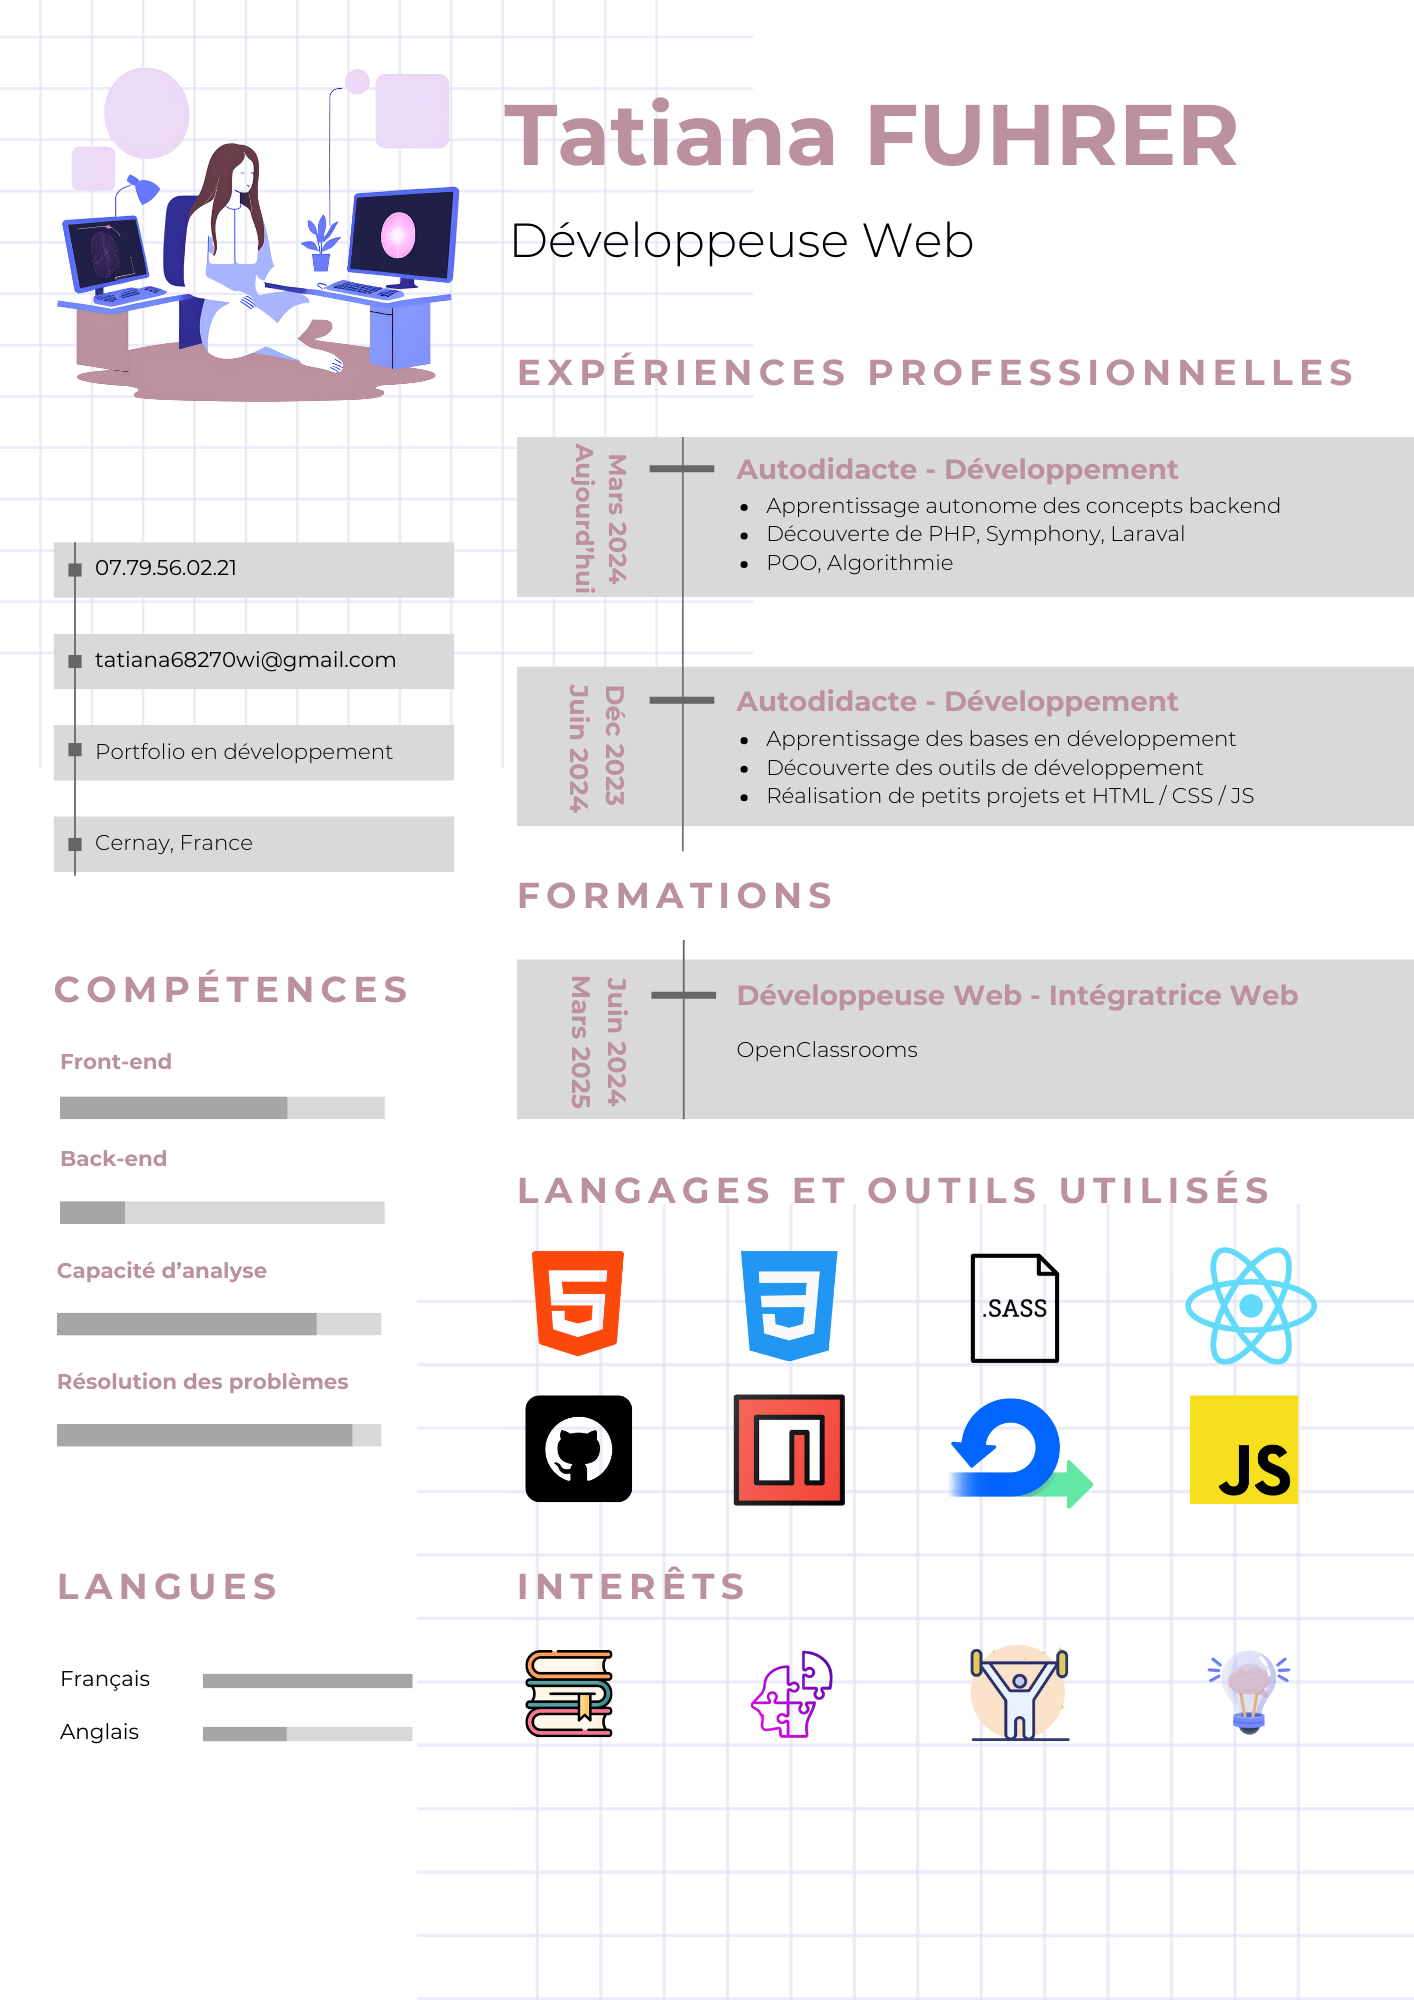 Tatiana FUHRER
Développeuse Web
07.79.56.02.21
tatiana68270wi@gmail.com
Portfolio en développement
Cernay, France
COMPÉTENCES
Front-end
Back-end
Capacité d’analyse
Résolution des problèmes
LANGUES
Français
Anglais
EXPÉRIENCES PROFESSIONNELLES
Mars 2024
Aujourd'hui
Autodidacte - Développement
Apprentissage autonome des concepts backend
Découverte de PHP, Symphony, Laraval
POO, Algorithmie
Déc 2023
Juin 2024
Autodidacte - Développement
Apprentissage des bases en développement
Découverte des outils de développement
Réalisation de petits projets et HTML / CSS / JS
FORMATIONS
Juin 2024
Mars 2025
Développeuse Web - Intégratrice Web
OpenClassrooms
LANGAGES ET OUTILS UTILISÉS
.SASS
JS
INTERÊTS